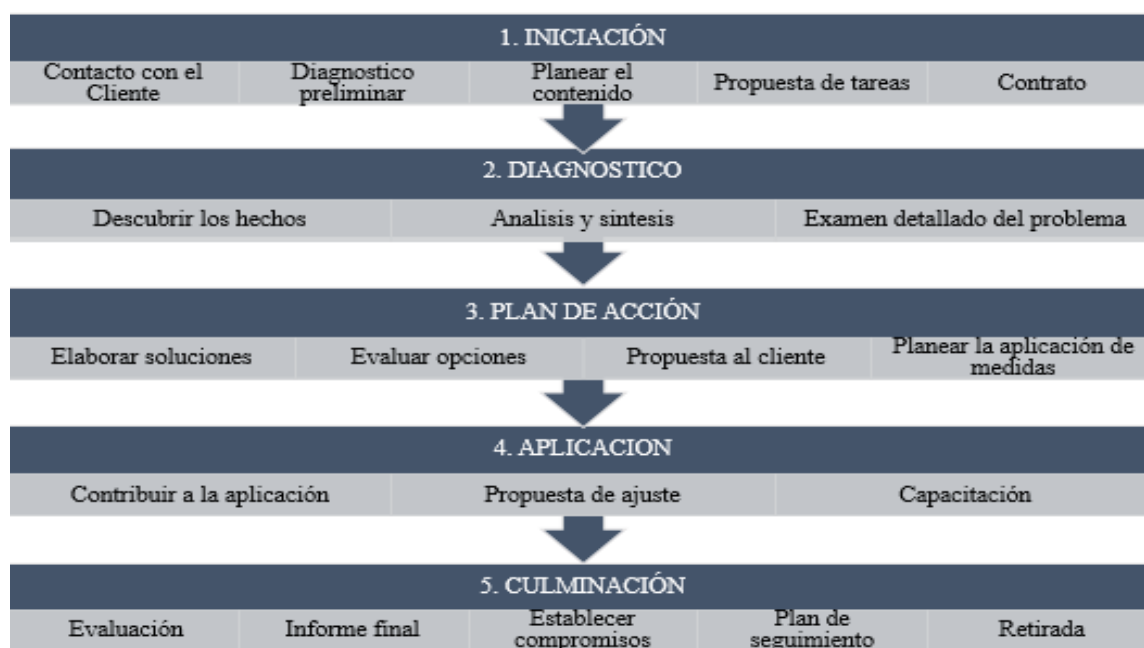 1. INICIACIÓN
Contacto con el
Cliente
Diagnostico
preliminar
Planear el
contenido
Propuesta de tareas
Contrato
2. DIAGNOSTICO
Descubrir los hechos
Analisis y sintesis
Examen detallado del problema
3. PLAN DE ACCIÓN
Elaborar soluciones
Evaluar opciones
Propuesta al cliente
Planear la aplicación de
medidas
4. APLICACION
Contribuir a la aplicación
Propuesta de ajuste
Capacitación
5. CULMINACIÓN
Evaluación
Informe final
Establecer
compromisos
Plan de
seguimiento
Retirada